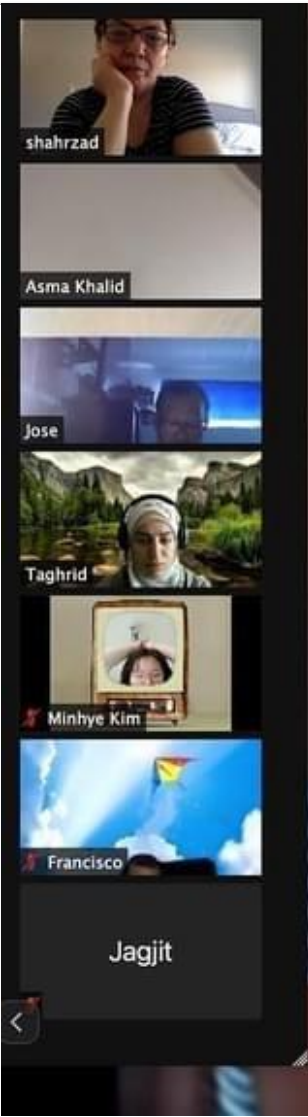 shahrzad
Asma Khalid
Jose
Taghrid
Minhye Kim
Francisco
Jagjit